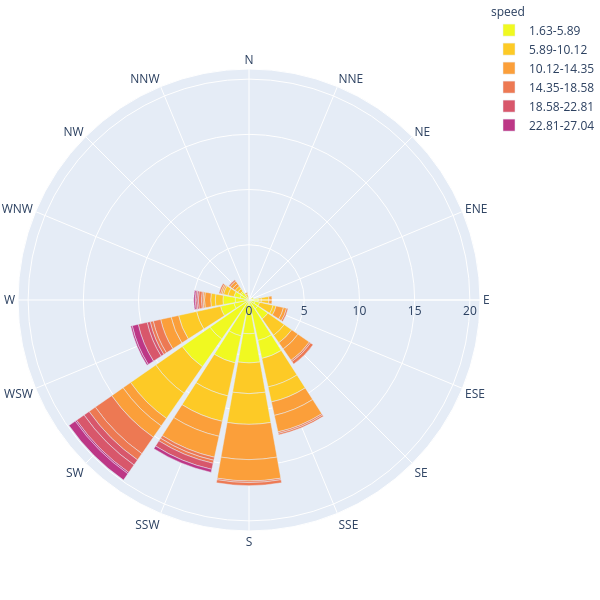 speed
1.63-5.89
5.89-10.12
10.12-14.35
14.35-18.58
18.58-22.81
22.81-27.04
N
NNW
NNE
NW
NE
WNW
ENE
W
E
0 5 10 15 20
WSW
ESE
SW
SE
SSW
SSE
S